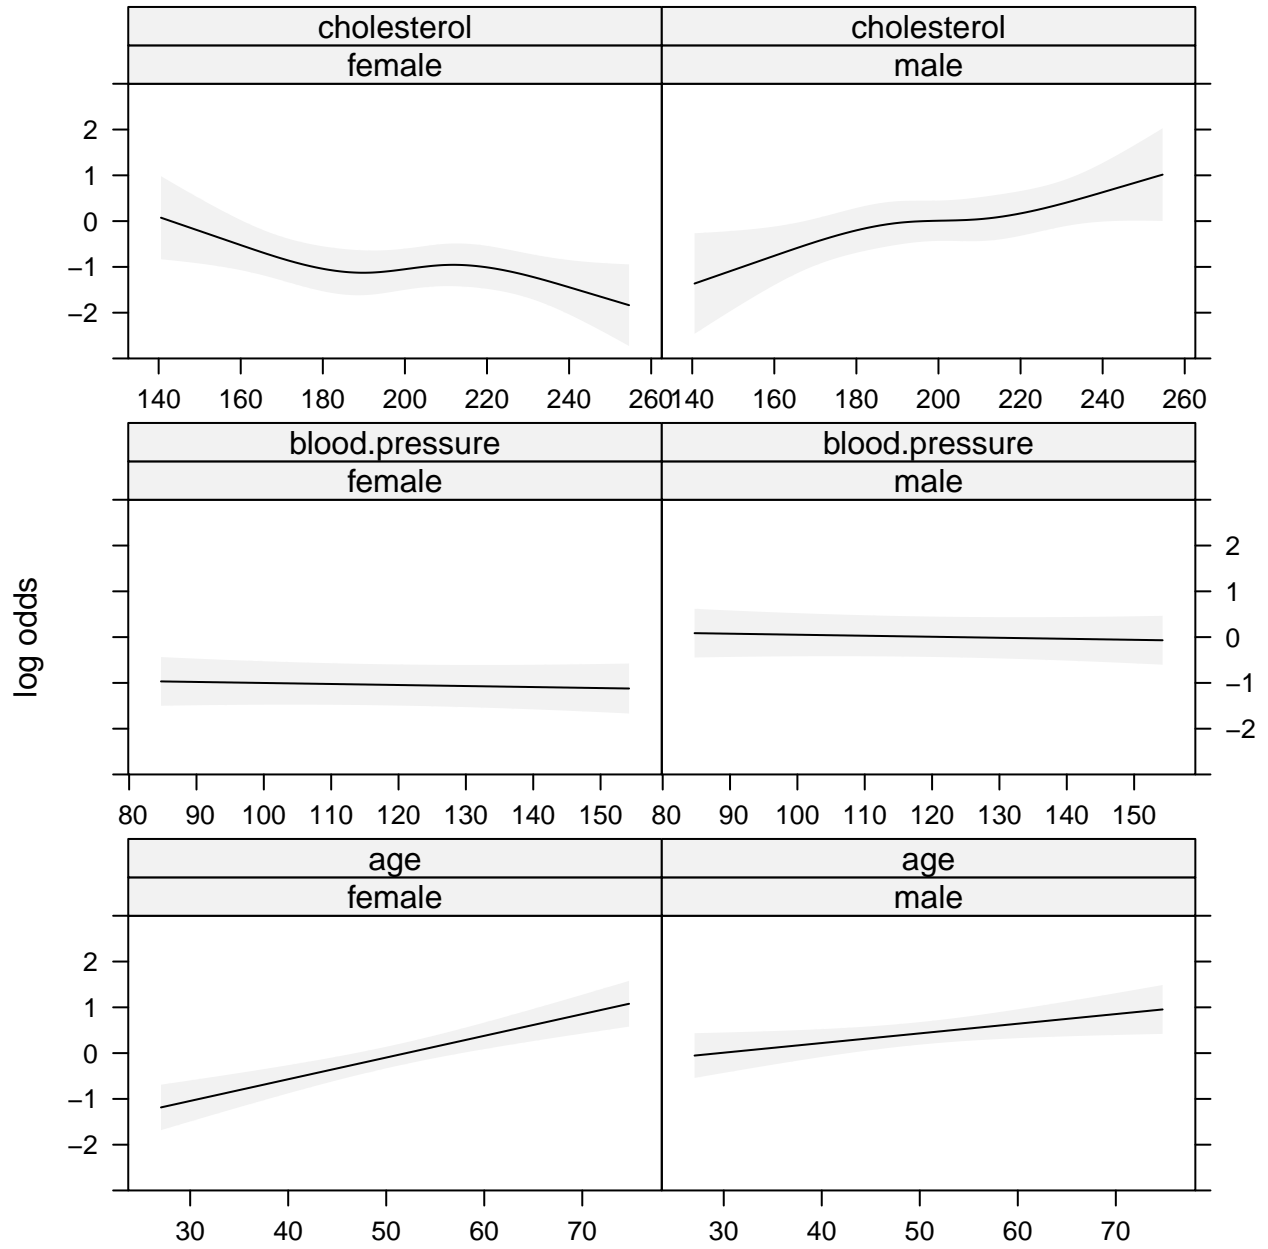 cholesterol cholesterol
female male
2
1
0
−1
−2
140 160 180 200 220 240 260 140 160 180 200 220 240 260
blood.pressure blood.pressure
female male
2
1
log odds
0
−1
−2
80 90 100 110 120 130 140 150 80 90 100 110 120 130 140 150
age age
female male
2
1
0
−1
−2
30 40 50 60 70 30 40 50 60 70